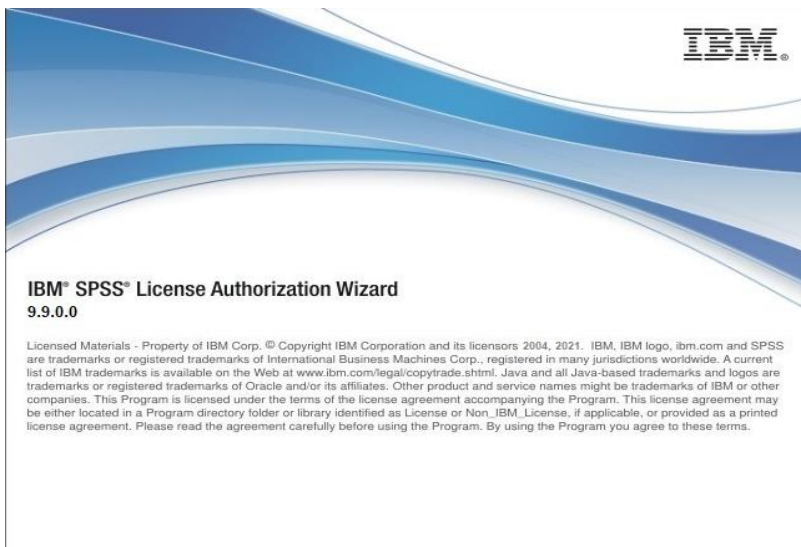 IBM®
IBM® SPSS® License Authorization Wizard
9.9.0.0
Licensed Materials - Property of IBM Corp. © Copyright IBM Corporation and its licensors 2004, 2021. IBM, IBM logo, ibm.com and SPSS
are trademarks or registered trademarks of International Business Machines Corp., registered in many jurisdictions worldwide. A current
list of IBM trademarks is available on the Web at www.ibm.com/legal/copytrade.shtml. Java and all Java-based trademarks and logos are
trademarks or registered trademarks of Oracle and/or its affiliates. Other product and service names might be trademarks of IBM or other
companies. This Program is licensed under the terms of the license agreement accompanying the Program. This license agreement may
be either located in a Program directory folder or library identified as License or Non_IBM_License, if applicable, or provided as a printed
license agreement. Please read the agreement carefully before using the Program. By using the Program you agree to these terms.